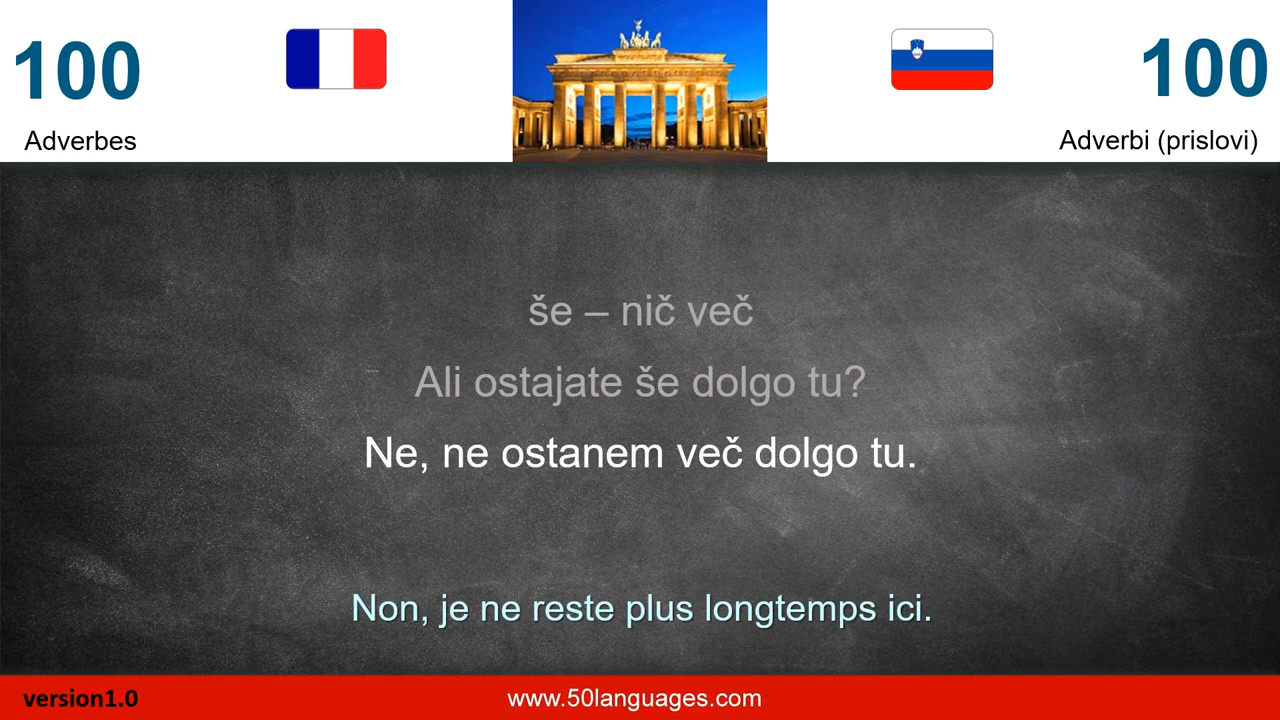 100
100
Adverbes
Adverbi (prislovi)
še – nič več
Ali ostajate še dolgo tu?
Ne, ne ostanem več dolgo tu.
Non, je ne reste plus longtemps ici.
version1.0
www.50languages.com